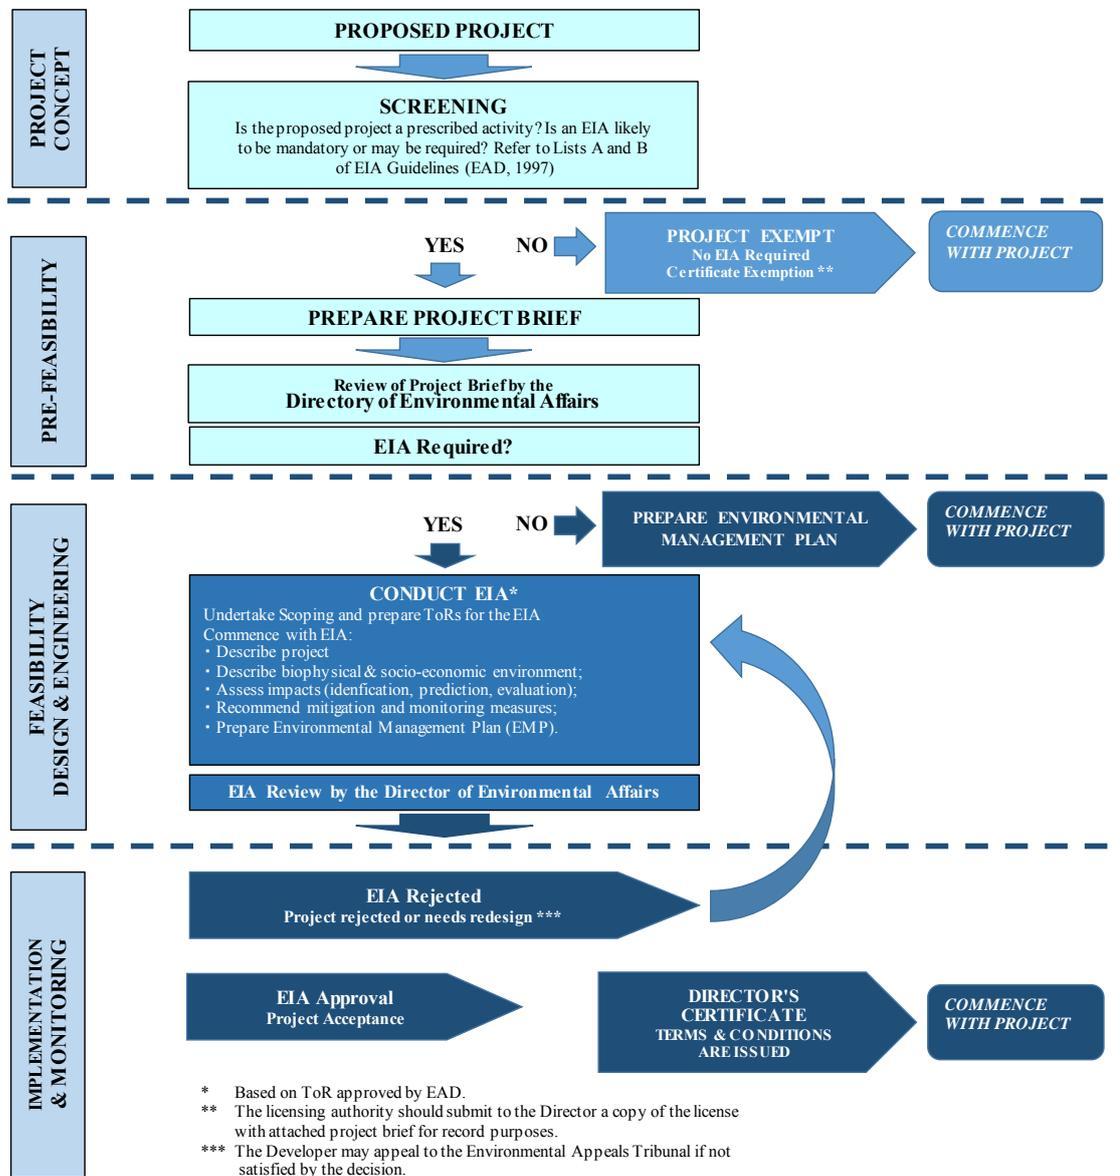 PROJECT
CONCEPT
PROPOSED PROJECT
SCREENING
Is the proposed project a prescribed activity? Is an EIA likely
to be mandatory or may be required? Refer to Lists A and B
of EIA Guidelines (EAD, 1997)
PRE-FEASIBILITY
YES
NO
PROJECT EXEMPT
No EIA Required
Certificate Exemption **
COMMENCE
WITH PROJECT
PREPARE PROJECT BRIEF
Review of Project Brief by the
Directory of Environmental Affairs
EIA Required?
FEASIBILITY
DESIGN & ENGINEERING
YES
NO
PREPARE ENVIRONMENTAL
MANAGEMENT PLAN
COMMENCE
WITH PROJECT
CONDUCT EIA*
Undertake Scoping and prepare ToRs for the EIA
Commence with EIA:
・Describe project
・Describe biophysical & socio-economic environment;
・Assess impacts (idenfication, prediction, evaluation);
・Recommend mitigation and monitoring measures;
・Prepare Environmental Management Plan (EMP).
EIA Review by the Director of Environmental Affairs
IMPLEMENTATION
& MONITORING
EIA Rejected
Project rejected or needs redesign ***
EIA Approval
Project Acceptance
DIRECTOR'S
CERTIFICATE
TERMS & CONDITIONS
ARE ISSUED
COMMENCE
WITH PROJECT
* Based on ToR approved by EAD.
** The licensing authority should submit to the Director a copy of the license
with attached project brief for record purposes.
*** The Developer may appeal to the Environmental Appeals Tribunal if not
satisfied by the decision.